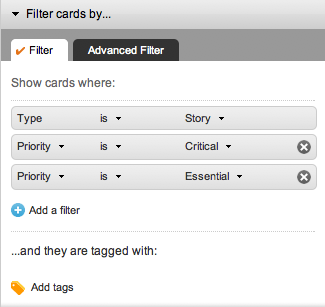 Filter cards by...
Filter Advanced Filter
Show cards where:
Type is Story
Priority is Critical
Priority is Essential
Add a filter
...and they are tagged with:
Add tags